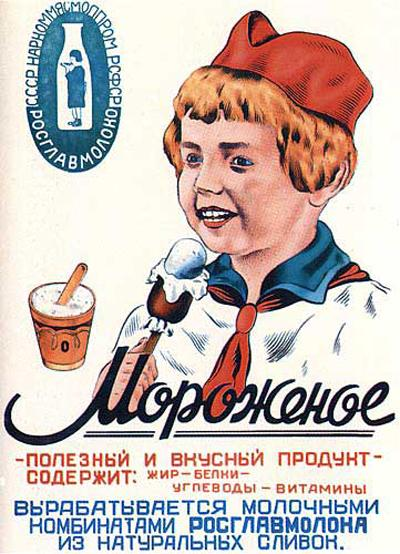 СССР НАРКОММЯСМОЛПРОМ РСФСР
РОСГЛАВМОЛОКО
Мороженое
-ПОЛЕЗНЫЙ И ВКУСНЫЙ ПРОДУКТ-
СОДЕРЖИТ: ЖИР-БЕЛКИ-
УГЛЕВОДЫ-ВИТАМИНЫ
ВЫРАБАТЫВАЕТСЯ МОЛОЧНЫМИ
КОМБИНАТАМИ РОСГЛАВМОЛОКА
ИЗ НАТУРАЛЬНЫХ СЛИВОК.